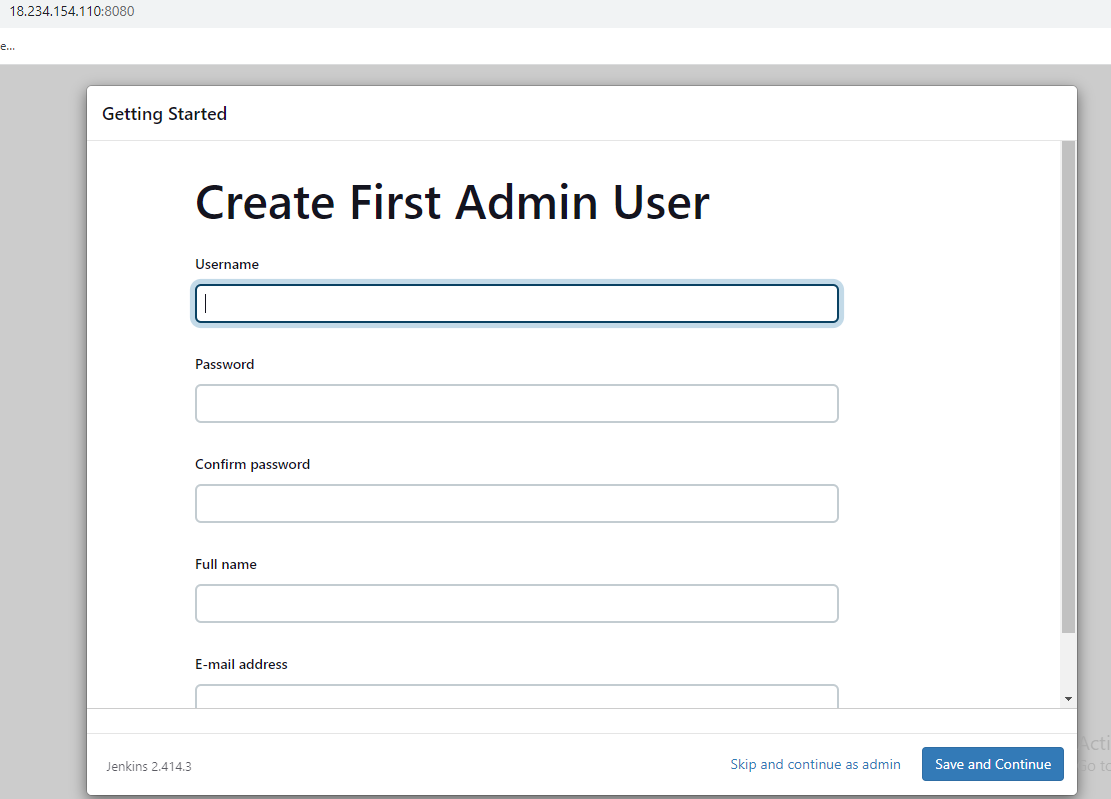 18.234.154.110:8080
e...
Getting Started
Create First Admin User
Username
Password
Confirm password
Full name
E-mail address
Jenkins 2.414.3
Skip and continue as admin
Save and Continue
Acti
Go to